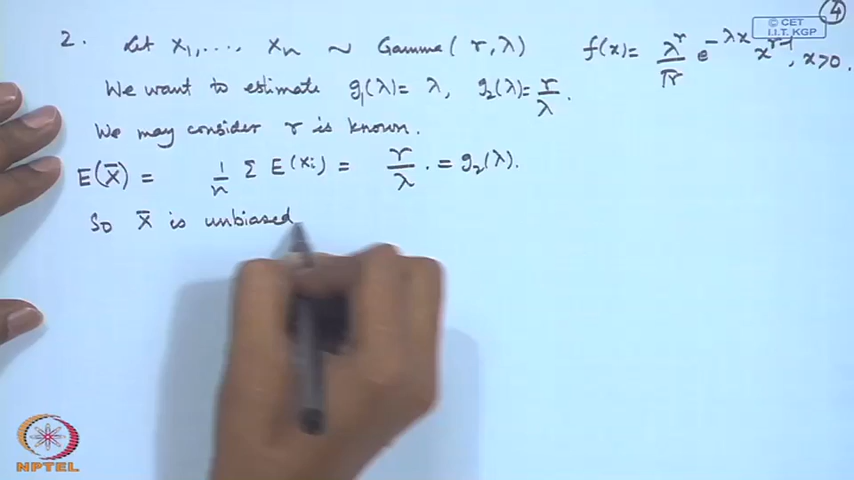 4
© CET
I.I.T. KGP
2. Let X₁, ..., Xₙ ~ Gamma(r, λ) f(x) = λ^r/Γr e^{-λx} x^{r-1}, x>0.
We want to estimate g₁(λ) = λ, g₂(λ) = r/λ.
We may consider r is known.
E(X̄) = 1/n Σ E(Xi) = r/λ. = g₂(λ).
So X̄ is unbiased
NPTEL